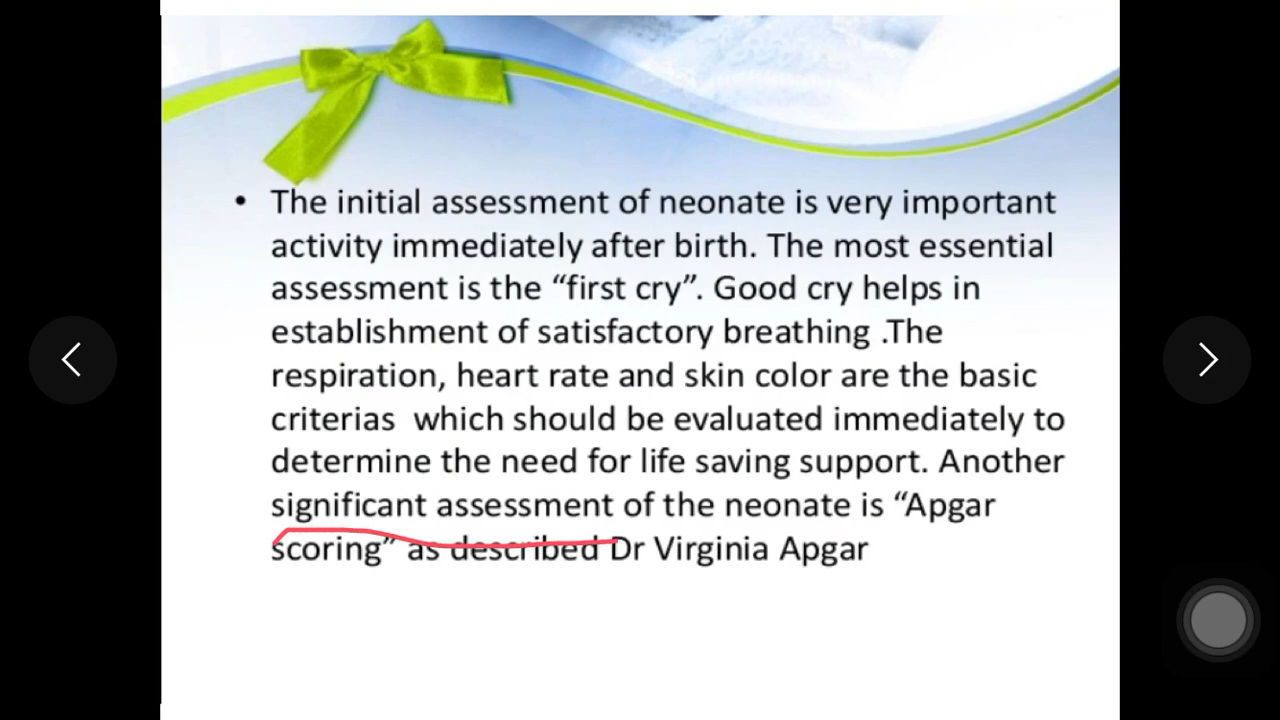 • The initial assessment of neonate is very important
activity immediately after birth. The most essential
assessment is the “first cry”. Good cry helps in
establishment of satisfactory breathing .The
respiration, heart rate and skin color are the basic
criterias  which should be evaluated immediately to
determine the need for life saving support. Another
significant assessment of the neonate is “Apgar
scoring” as described Dr Virginia Apgar